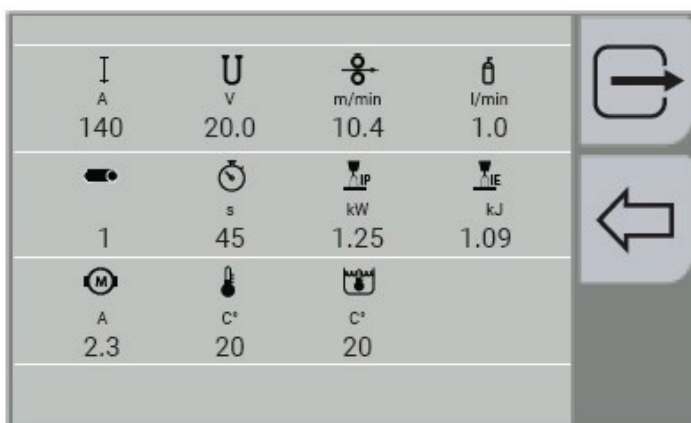 I U
A V m/min l/min
140 20.0 10.4 1.0
IP IE
s kW kJ
1 45 1.25 1.09
M
A C° C°
2.3 20 20